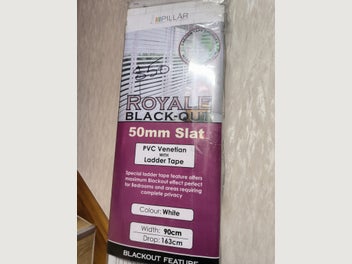 PILLAR
ROYALE
BLACK-OUT
50mm Slat
PVC Venetian
WITH
Ladder Tape
Special ladder tape feature offers
maximum Blackout effect perfect
for Bedrooms and areas requiring
complete privacy
Colour: White
Width: 90cm
Drop: 163cm
BLACKOUT FEATURE